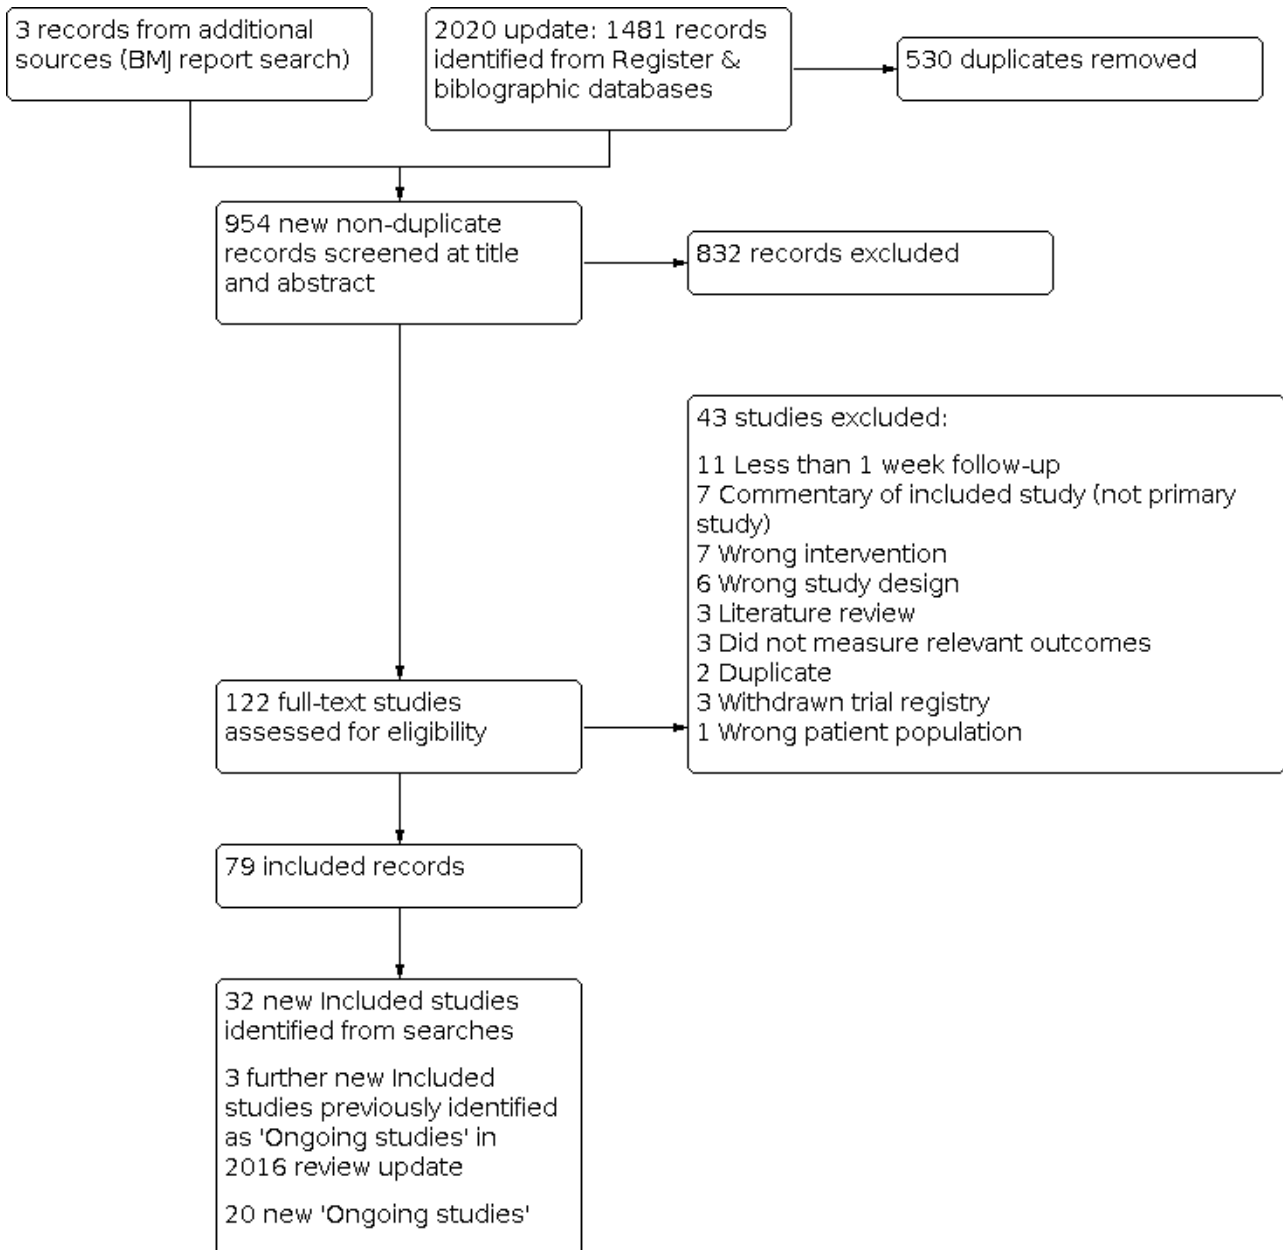 3 records from additional
sources (BMJ report search)
2020 update: 1481 records
identified from Register &
biblographic databases
530 duplicates removed
954 new non-duplicate
records screened at title
and abstract
832 records excluded
43 studies excluded:
11 Less than 1 week follow-up
7 Commentary of included study (not primary
study)
7 Wrong intervention
6 Wrong study design
3 Literature review
3 Did not measure relevant outcomes
2 Duplicate
3 Withdrawn trial registry
1 Wrong patient population
122 full-text studies
assessed for eligibility
79 included records
32 new Included studies
identified from searches
3 further new Included
studies previously identified
as 'Ongoing studies' in
2016 review update
20 new 'Ongoing studies'